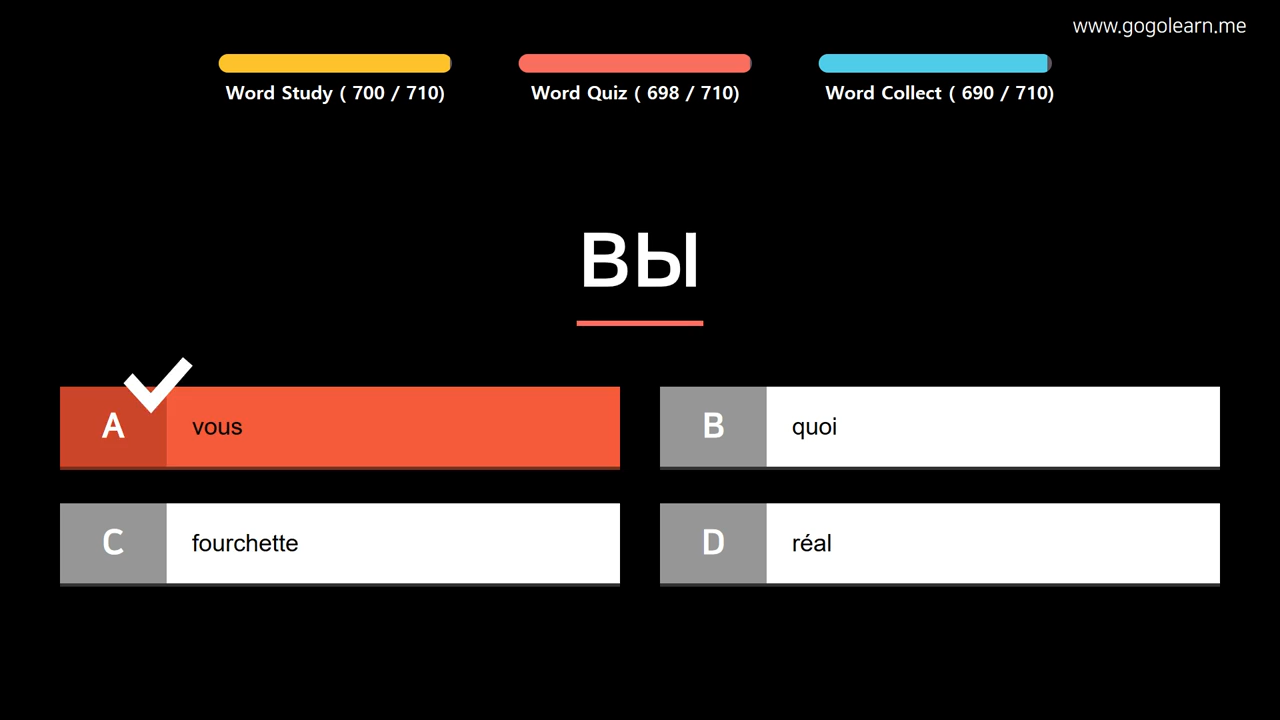 www.gogolearn.me
Word Study ( 700 / 710)
Word Quiz ( 698 / 710)
Word Collect ( 690 / 710)
вы
A vous
B quoi
C fourchette
D réal